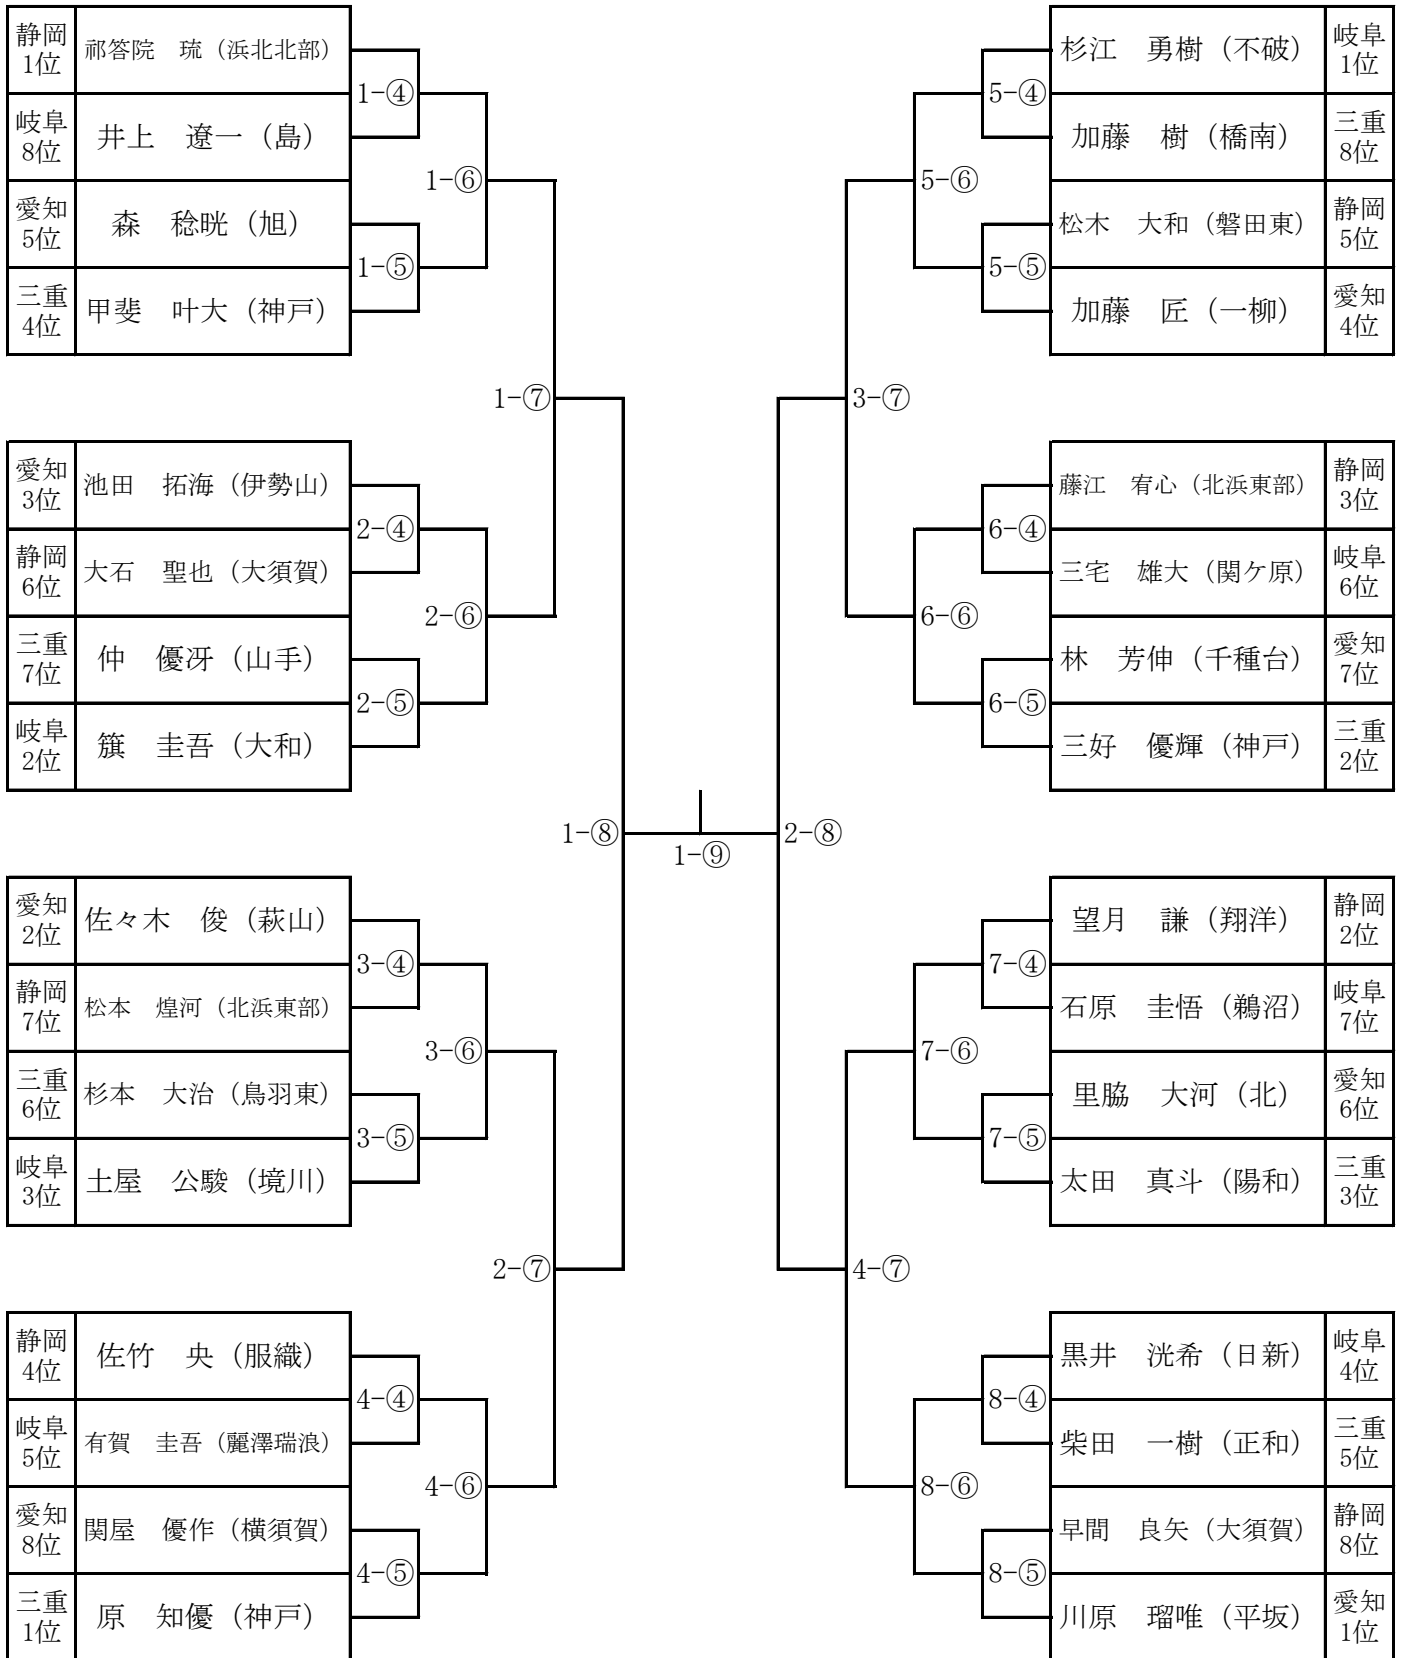 静岡
1位
祁答院　琉（浜北北部）
岐阜
8位
井上　遼一（島）
愛知
5位
森　稔晄（旭）
三重
4位
甲斐　叶大（神戸）
1-④
1-⑤
1-⑥
1-⑦
愛知
3位
池田　拓海（伊勢山）
静岡
6位
大石　聖也（大須賀）
三重
7位
仲　優冴（山手）
岐阜
2位
籏　圭吾（大和）
2-④
2-⑤
2-⑥
1-⑧
愛知
2位
佐々木　俊（萩山）
静岡
7位
松本　煌河（北浜東部）
三重
6位
杉本　大治（鳥羽東）
岐阜
3位
土屋　公駿（境川）
3-④
3-⑤
3-⑥
2-⑦
静岡
4位
佐竹　央（服織）
岐阜
5位
有賀　圭吾（麗澤瑞浪）
愛知
8位
関屋　優作（横須賀）
三重
1位
原　知優（神戸）
4-④
4-⑤
4-⑥
1-⑨
杉江　勇樹（不破）
岐阜
1位
加藤　樹（橋南）
三重
8位
松木　大和（磐田東）
静岡
5位
加藤　匠（一柳）
愛知
4位
5-④
5-⑤
5-⑥
3-⑦
藤江　宥心（北浜東部）
静岡
3位
三宅　雄大（関ケ原）
岐阜
6位
林　芳伸（千種台）
愛知
7位
三好　優輝（神戸）
三重
2位
6-④
6-⑤
6-⑥
2-⑧
望月　謙（翔洋）
静岡
2位
石原　圭悟（鵜沼）
岐阜
7位
里脇　大河（北）
愛知
6位
太田　真斗（陽和）
三重
3位
7-④
7-⑤
7-⑥
4-⑦
黒井　洸希（日新）
岐阜
4位
柴田　一樹（正和）
三重
5位
早間　良矢（大須賀）
静岡
8位
川原　瑠唯（平坂）
愛知
1位
8-④
8-⑤
8-⑥